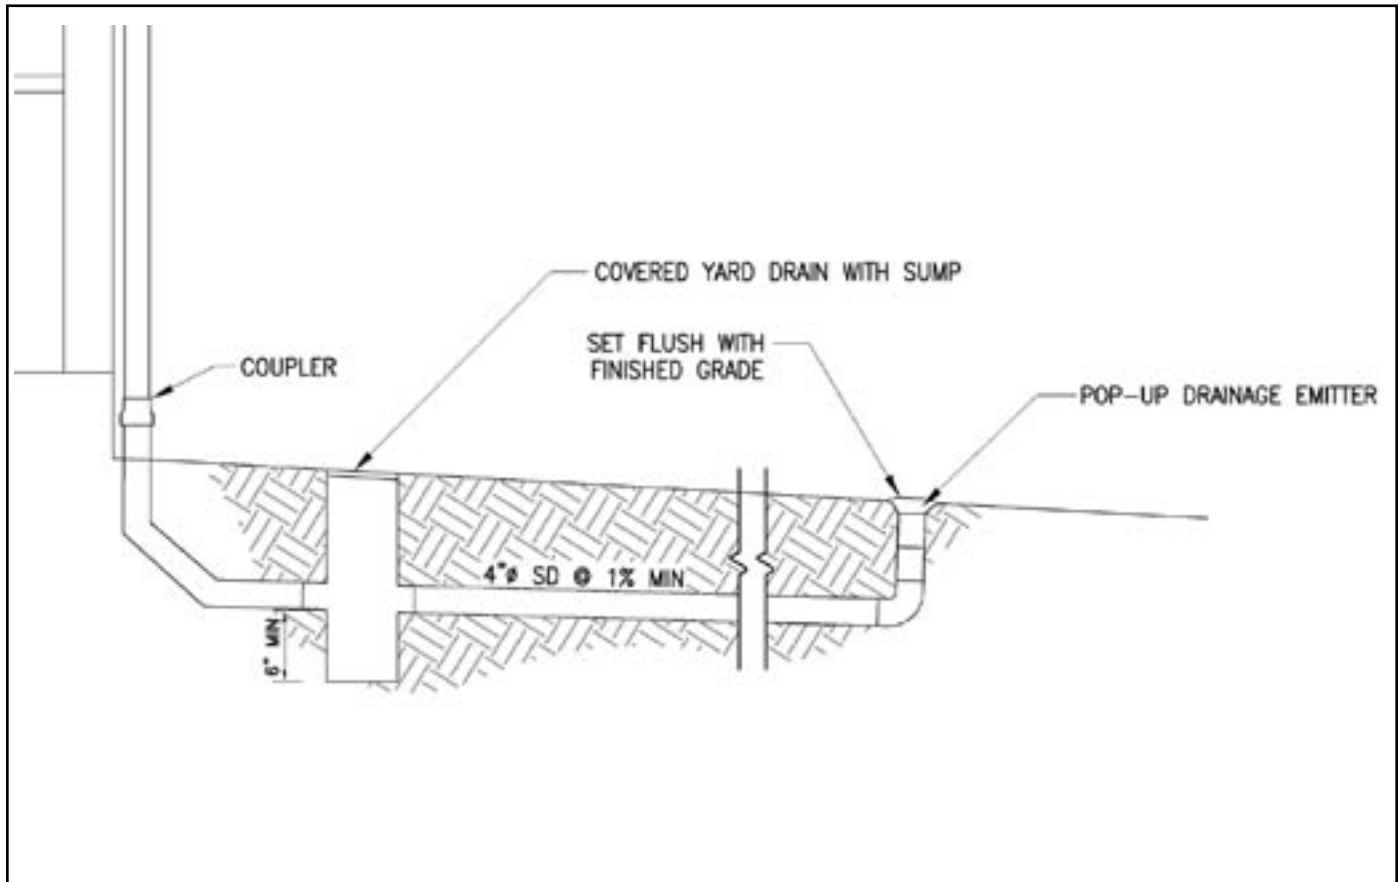 COVERED YARD DRAIN WITH SUMP
SET FLUSH WITH
FINISHED GRADE
COUPLER
POP-UP DRAINAGE EMITTER
4"ø SD @ 1% MIN
6" MIN